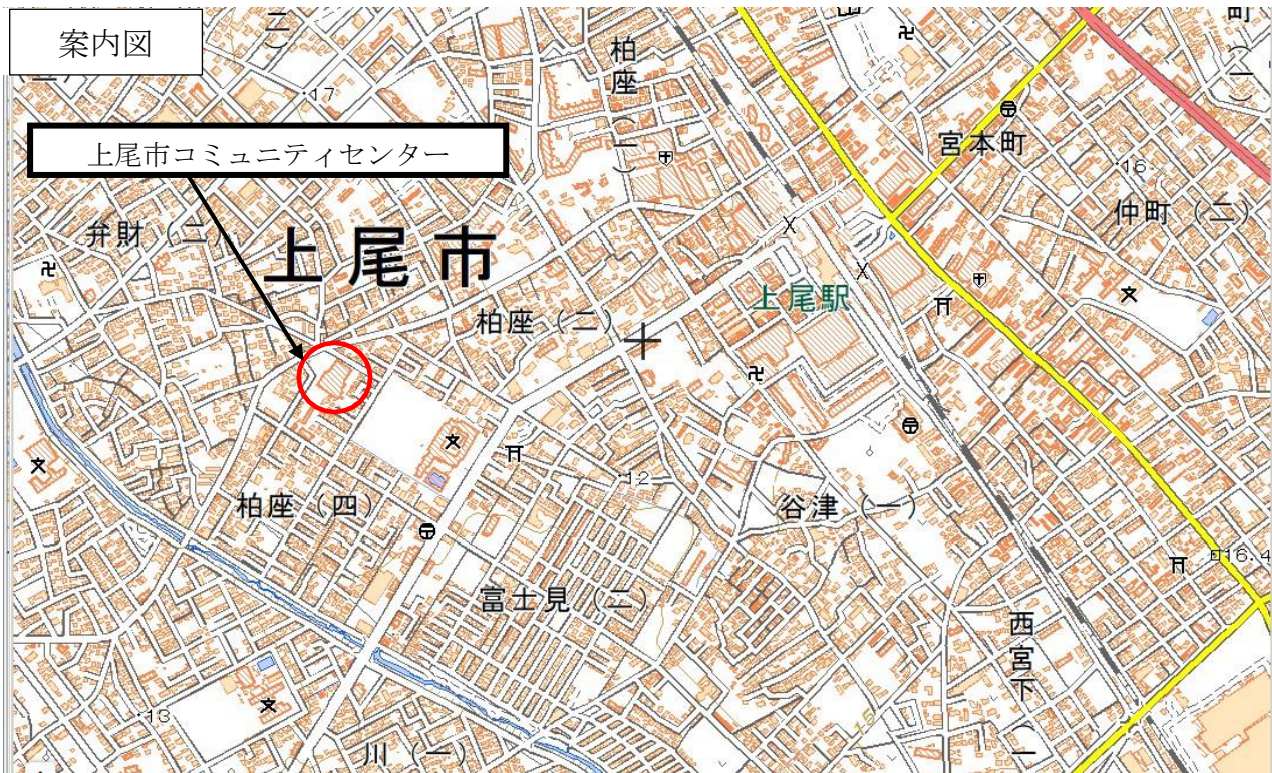 案内図
上尾市コミュニティセンター
柏座(二)
宮本町
仲町(二)
弁財(二)
上尾市
柏座(二)
上尾駅
柏座(四)
谷津(一)
富士見(二)
西宮下
川(一)
17
16
12
13
16.4